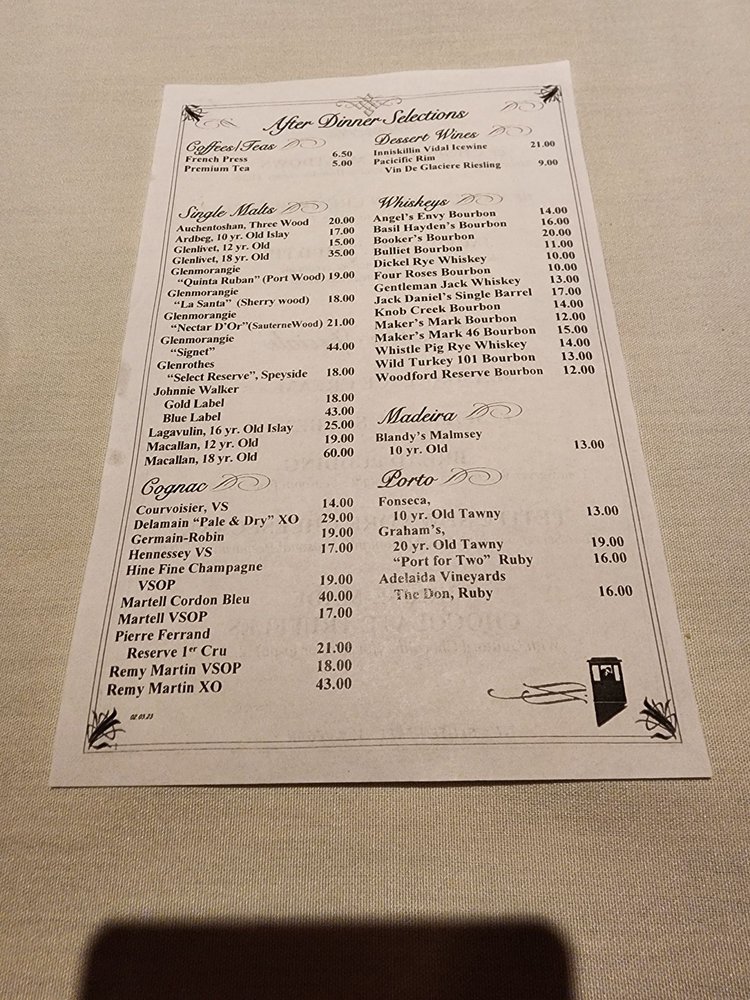 After Dinner Selections
Coffees/Teas
French Press 6.50
Premium Tea 5.00
Dessert Wines
Inniskillin Vidal Icewine 21.00
Pacicific Rim
Vin De Glaciere Riesling 9.00
Single Malts
Auchentoshan, Three Wood 20.00
Ardbeg, 10 yr. Old Islay 17.00
Glenlivet, 12 yr. Old 15.00
Glenlivet, 18 yr. Old 35.00
Glenmorangie
"Quinta Ruban" (Port Wood) 19.00
Glenmorangie
"La Santa" (Sherry wood) 18.00
Glenmorangie
"Nectar D'Or"(SauterneWood) 21.00
Glenmorangie
"Signet" 44.00
Glenrothes
"Select Reserve", Speyside 18.00
Johnnie Walker
Gold Label 18.00
Blue Label 43.00
Lagavulin, 16 yr. Old Islay 25.00
Macallan, 12 yr. Old 19.00
Macallan, 18 yr. Old 60.00
Cognac
Courvoisier, VS 14.00
Delamain "Pale & Dry" XO 29.00
Germain-Robin 19.00
Hennessey VS 17.00
Hine Fine Champagne
VSOP 19.00
Martell Cordon Bleu 40.00
Martell VSOP 17.00
Pierre Ferrand
Reserve 1er Cru 21.00
Remy Martin VSOP 18.00
Remy Martin XO 43.00
Whiskeys
Angel's Envy Bourbon 14.00
Basil Hayden's Bourbon 16.00
Booker's Bourbon 20.00
Bulliet Bourbon 11.00
Dickel Rye Whiskey 10.00
Four Roses Bourbon 10.00
Gentleman Jack Whiskey 13.00
Jack Daniel's Single Barrel 17.00
Knob Creek Bourbon 14.00
Maker's Mark Bourbon 12.00
Maker's Mark 46 Bourbon 15.00
Whistle Pig Rye Whiskey 14.00
Wild Turkey 101 Bourbon 13.00
Woodford Reserve Bourbon 12.00
Madeira
Blandy's Malmsey
10 yr. Old 13.00
Porto
Fonseca,
10 yr. Old Tawny 13.00
Graham's,
20 yr. Old Tawny 19.00
"Port for Two" Ruby 16.00
Adelaida Vineyards
The Don, Ruby 16.00
02.03.23